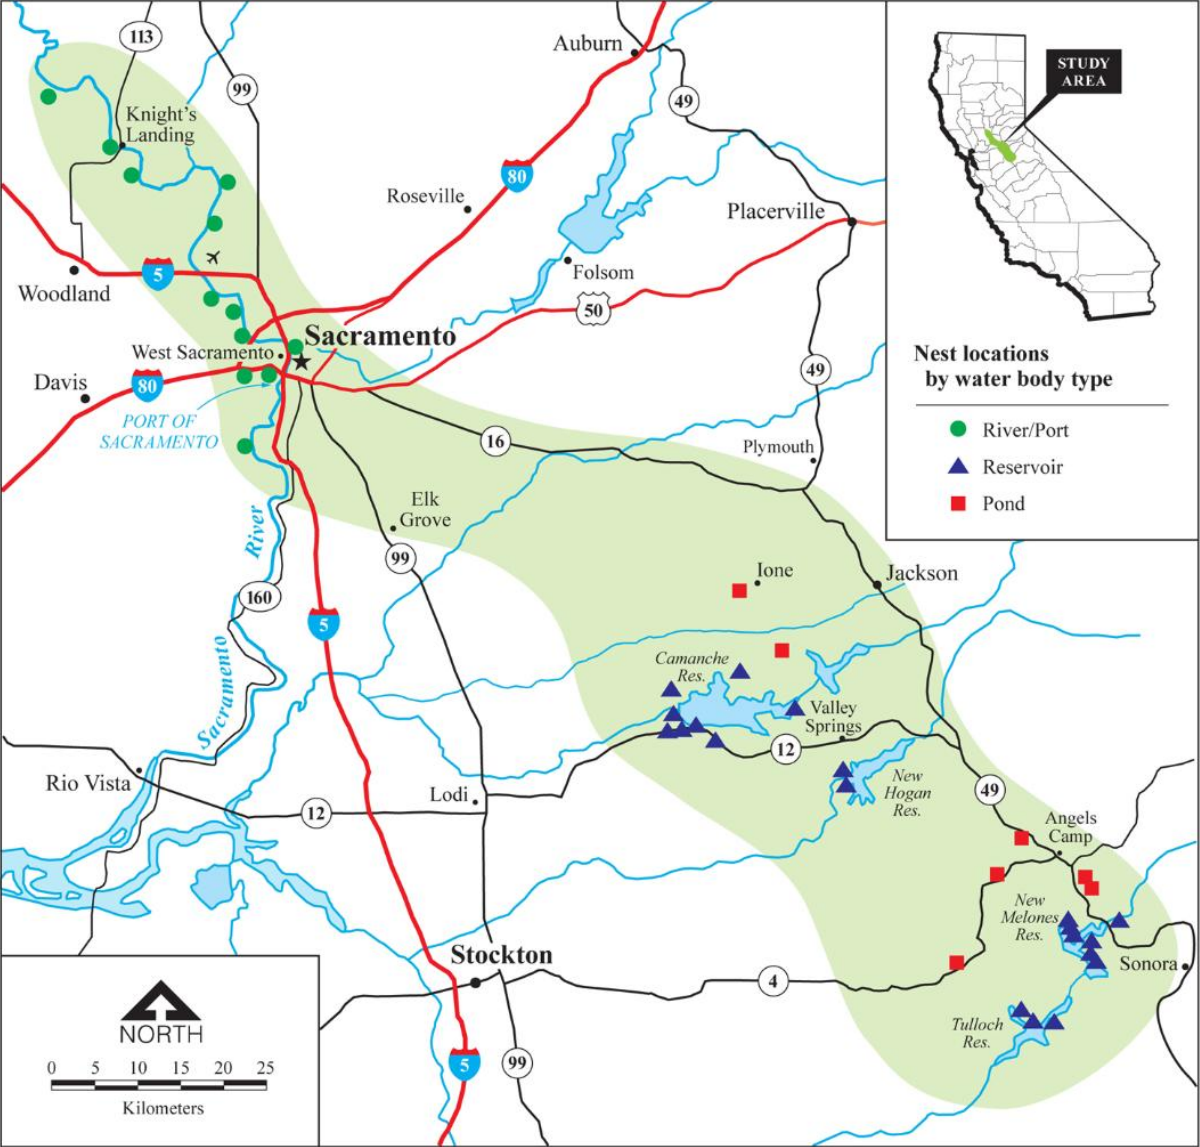 113
99
Auburn
49
Knight's
Landing
80
Roseville
Placerville
5
Woodland
Folsom
50
Sacramento
West Sacramento
Davis
80
PORT OF
SACRAMENTO
49
16
Plymouth
Elk
Grove
River
99
Ione
Jackson
160
5
Sacramento
Camanche
Res.
Valley
Springs
12
Rio Vista
Lodi
12
New
Hogan
Res.
49
Angels
Camp
New
Melones
Res.
Stockton
Sonora
4
Tulloch
Res.
5
99
STUDY
AREA
Nest locations
by water body type
River/Port
Reservoir
Pond
NORTH
0 5 10 15 20 25
Kilometers